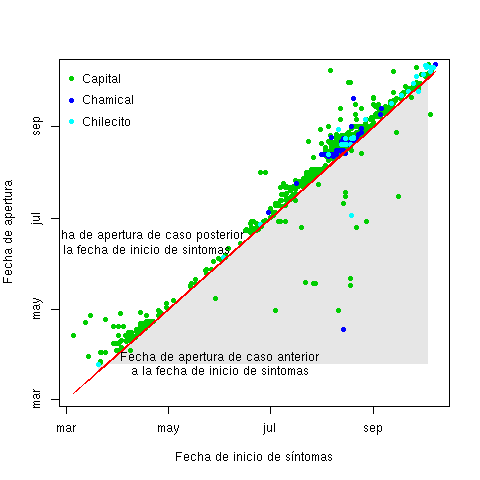 Capital
Chamical
Chilecito
ha de apertura de caso posterior
la fecha de inicio de sintomas
Fecha de apertura de caso anterior
a la fecha de inicio de sintomas
Fecha de apertura
mar
may
jul
sep
mar
may
jul
sep
Fecha de inicio de síntomas